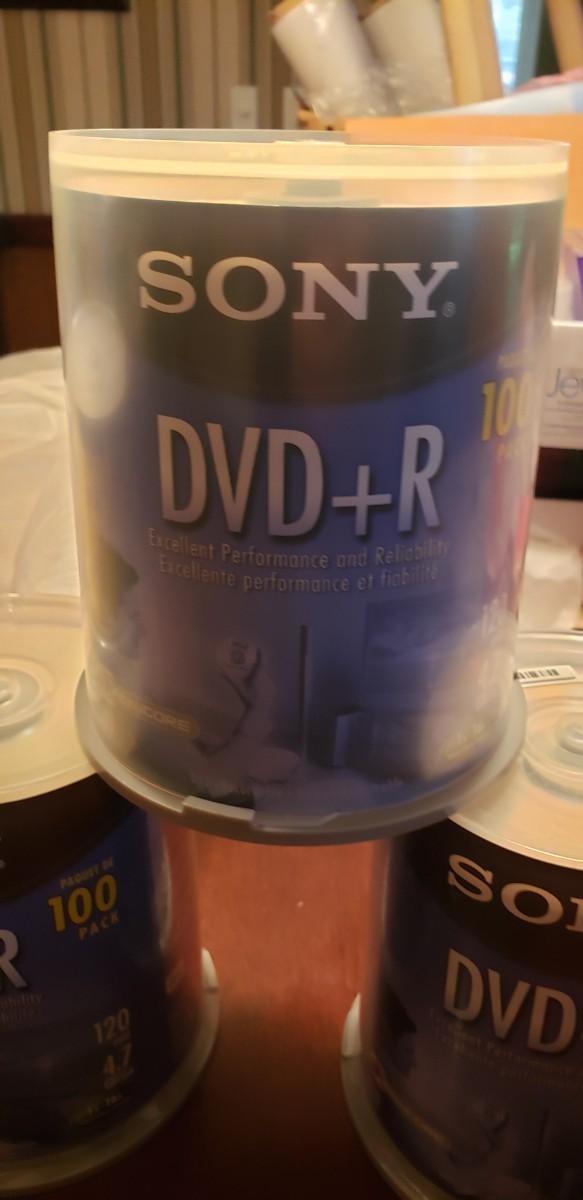 SONY®
100
DVD+R
Excellent Performance and Reliability
Excellente performance et fiabilité
Je
PAQUET DE
100
PACK
R
120
4.7
SO
DVD